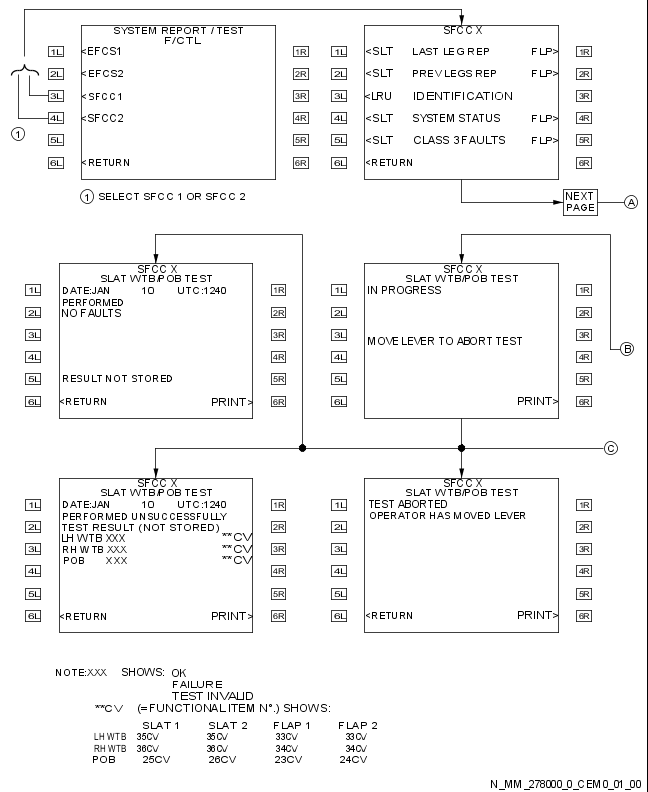 SYSTEM REPORT / TEST
F/CTL
1L <EFCS1 1R
2L <EFCS2 2R
3L <SFCC1 3R
4L <SFCC2 4R
5L 5R
6L <RETURN 6R
1
1 SELECT SFCC 1 OR SFCC 2
SFCC X
1L <SLT LAST LEG REP FLP> 1R
2L <SLT PREV LEGS REP FLP> 2R
3L <LRU IDENTIFICATION 3R
4L <SLT SYSTEM STATUS FLP> 4R
5L <SLT CLASS 3 FAULTS FLP> 5R
6L <RETURN 6R
NEXT
PAGE
A
SFCC X
SLAT WTB/POB TEST
1L DATE:JAN 10 UTC:1240 1R
PERFORMED
2L NO FAULTS 2R
3L 3R
4L 4R
5L RESULT NOT STORED 5R
6L <RETURN PRINT> 6R
SFCC X
SLAT WTB/POB TEST
1L IN PROGRESS 1R
2L 2R
3L MOVE LEVER TO ABORT TEST 3R
4L 4R
5L 5R
6L PRINT> 6R
B
C
SFCC X
SLAT WTB/POB TEST
1L DATE:JAN 10 UTC:1240 1R
PERFORMED UNSUCCESSFULLY
2L TEST RESULT (NOT STORED) 2R
LH WTB XXX **CV
3L RH WTB XXX **CV 3R
POB XXX **CV
4L 4R
5L 5R
6L <RETURN PRINT> 6R
SFCC X
SLAT WTB/POB TEST
1L TEST ABORTED 1R
OPERATOR HAS MOVED LEVER
2L 2R
3L 3R
4L 4R
5L 5R
6L <RETURN PRINT> 6R
NOTE:XXX SHOWS: OK
FAILURE
TEST INVALID
**CV (=FUNCTIONAL ITEM N°.) SHOWS:
SLAT 1 SLAT 2 FLAP 1 FLAP 2
LH WTB 35CV 35CV 33CV 33CV
RH WTB 36CV 36CV 34CV 34CV
POB 25CV 26CV 23CV 24CV
N_MM_278000_0_CEM0_01_00